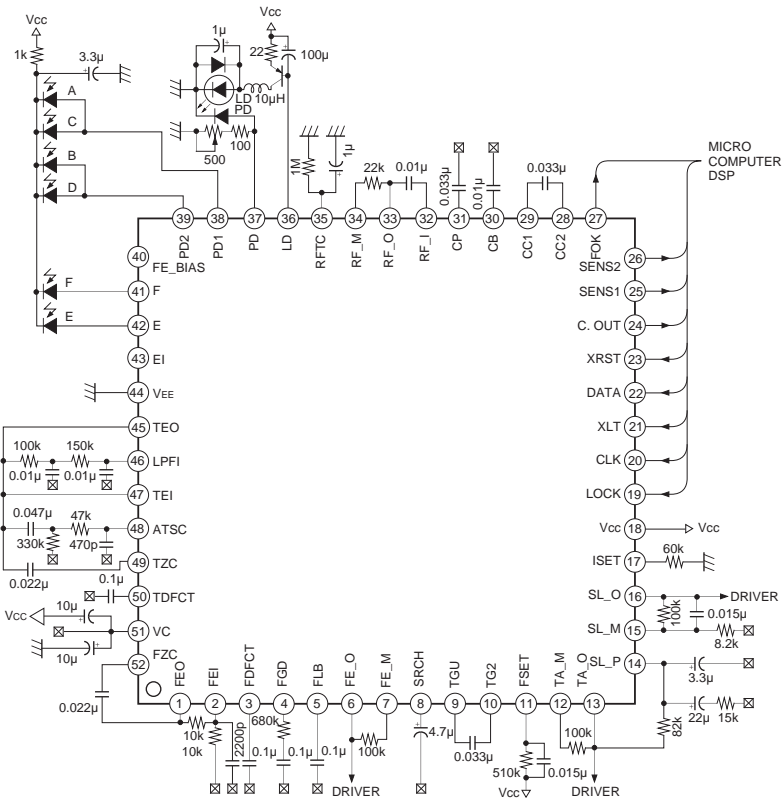 Vcc
1k
3.3µ
A
C
B
D
1µ
22
Vcc
100µ
LD
10µH
PD
500
100
1M
1µ
22k
0.01µ
0.033µ
0.01µ
0.033µ
MICRO
COMPUTER
DSP
39
38
37
36
35
34
33
32
31
30
29
28
27
PD2
PD1
PD
LD
RFTC
RF_M
RF_O
RF_I
CP
CB
CC1
CC2
FOK
40
FE_BIAS
F
41
F
E
42
E
43
EI
44
VEE
45
TEO
100k
150k
46
LPFI
0.01µ
0.01µ
47
TEI
0.047µ
47k
48
ATSC
330k
470p
49
TZC
0.022µ
0.1µ
50
TDFCT
Vcc
10µ
51
VC
10µ
FZC
52
0.022µ
SENS2
26
SENS1
25
C. OUT
24
XRST
23
DATA
22
XLT
21
CLK
20
LOCK
19
Vcc
18
Vcc
ISET
17
60k
SL_O
16
DRIVER
100k
0.015µ
SL_M
15
8.2k
SL_P
14
3.3µ
22µ
15k
82k
FEO
FEI
FDFCT
FGD
FLB
FE_O
FE_M
SRCH
TGU
TG2
FSET
TA_M
TA_O
1
2
3
4
5
6
7
8
9
10
11
12
13
10k
10k
2200p
0.1µ
680k
0.1µ
0.1µ
100k
DRIVER
4.7µ
0.033µ
510k
0.015µ
Vcc
100k
DRIVER